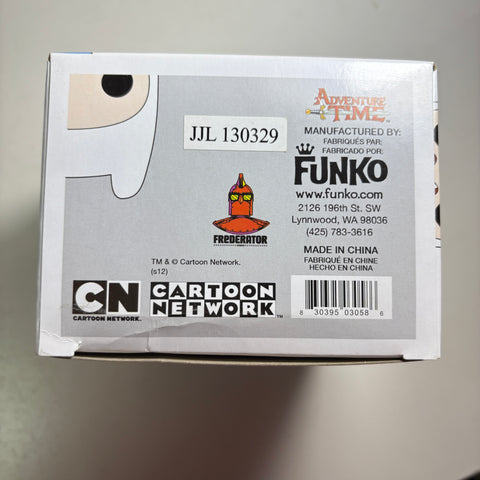 ADVENTURE
TIME
JJL 130329
MANUFACTURED BY:
FABRIQUÉS PAR:
FABRICADO POR:
FUNKO
www.funko.com
2126 196th St. SW
Lynnwood, WA 98036
(425) 783-3616
FREDERATOR
MADE IN CHINA
FABRIQUÉ EN CHINE
HECHO EN CHINA
TM & © Cartoon Network.
(s12)
CN
CARTOON NETWORK.
CARTOON
NETWORK™
8 30395 03058 6